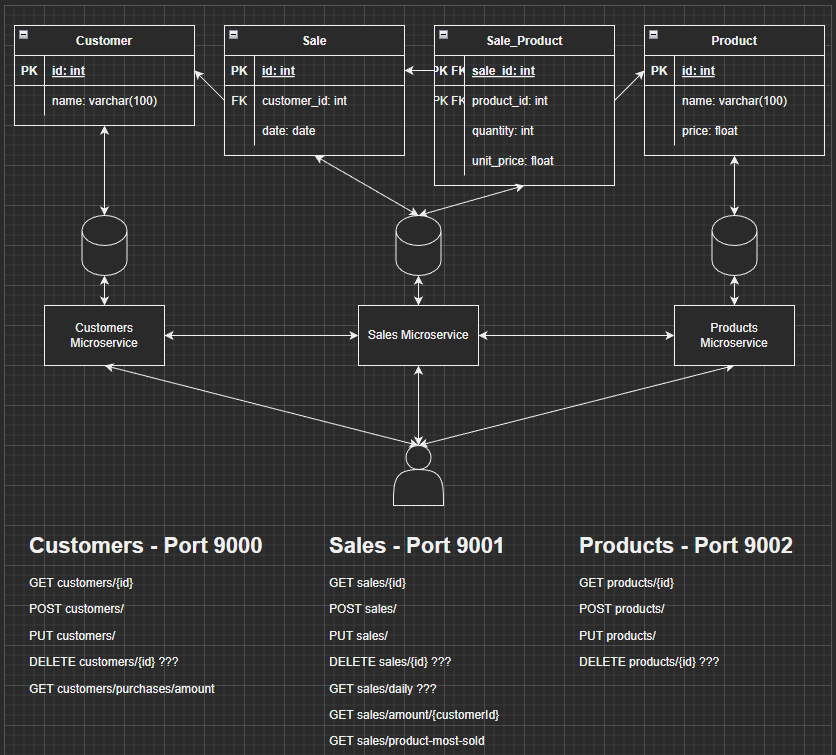 Customer
PK id: int
name: varchar(100)
Sale
PK id: int
FK customer_id: int
date: date
Sale_Product
PK FK sale_id: int
PK FK product_id: int
quantity: int
unit_price: float
Product
PK id: int
name: varchar(100)
price: float
Customers
Microservice
Sales Microservice
Products
Microservice
Customers - Port 9000
GET customers/{id}
POST customers/
PUT customers/
DELETE customers/{id} ???
GET customers/purchases/amount
Sales - Port 9001
GET sales/{id}
POST sales/
PUT sales/
DELETE sales/{id} ???
GET sales/daily ???
GET sales/amount/{customerId}
GET sales/product-most-sold
Products - Port 9002
GET products/{id}
POST products/
PUT products/
DELETE products/{id} ???